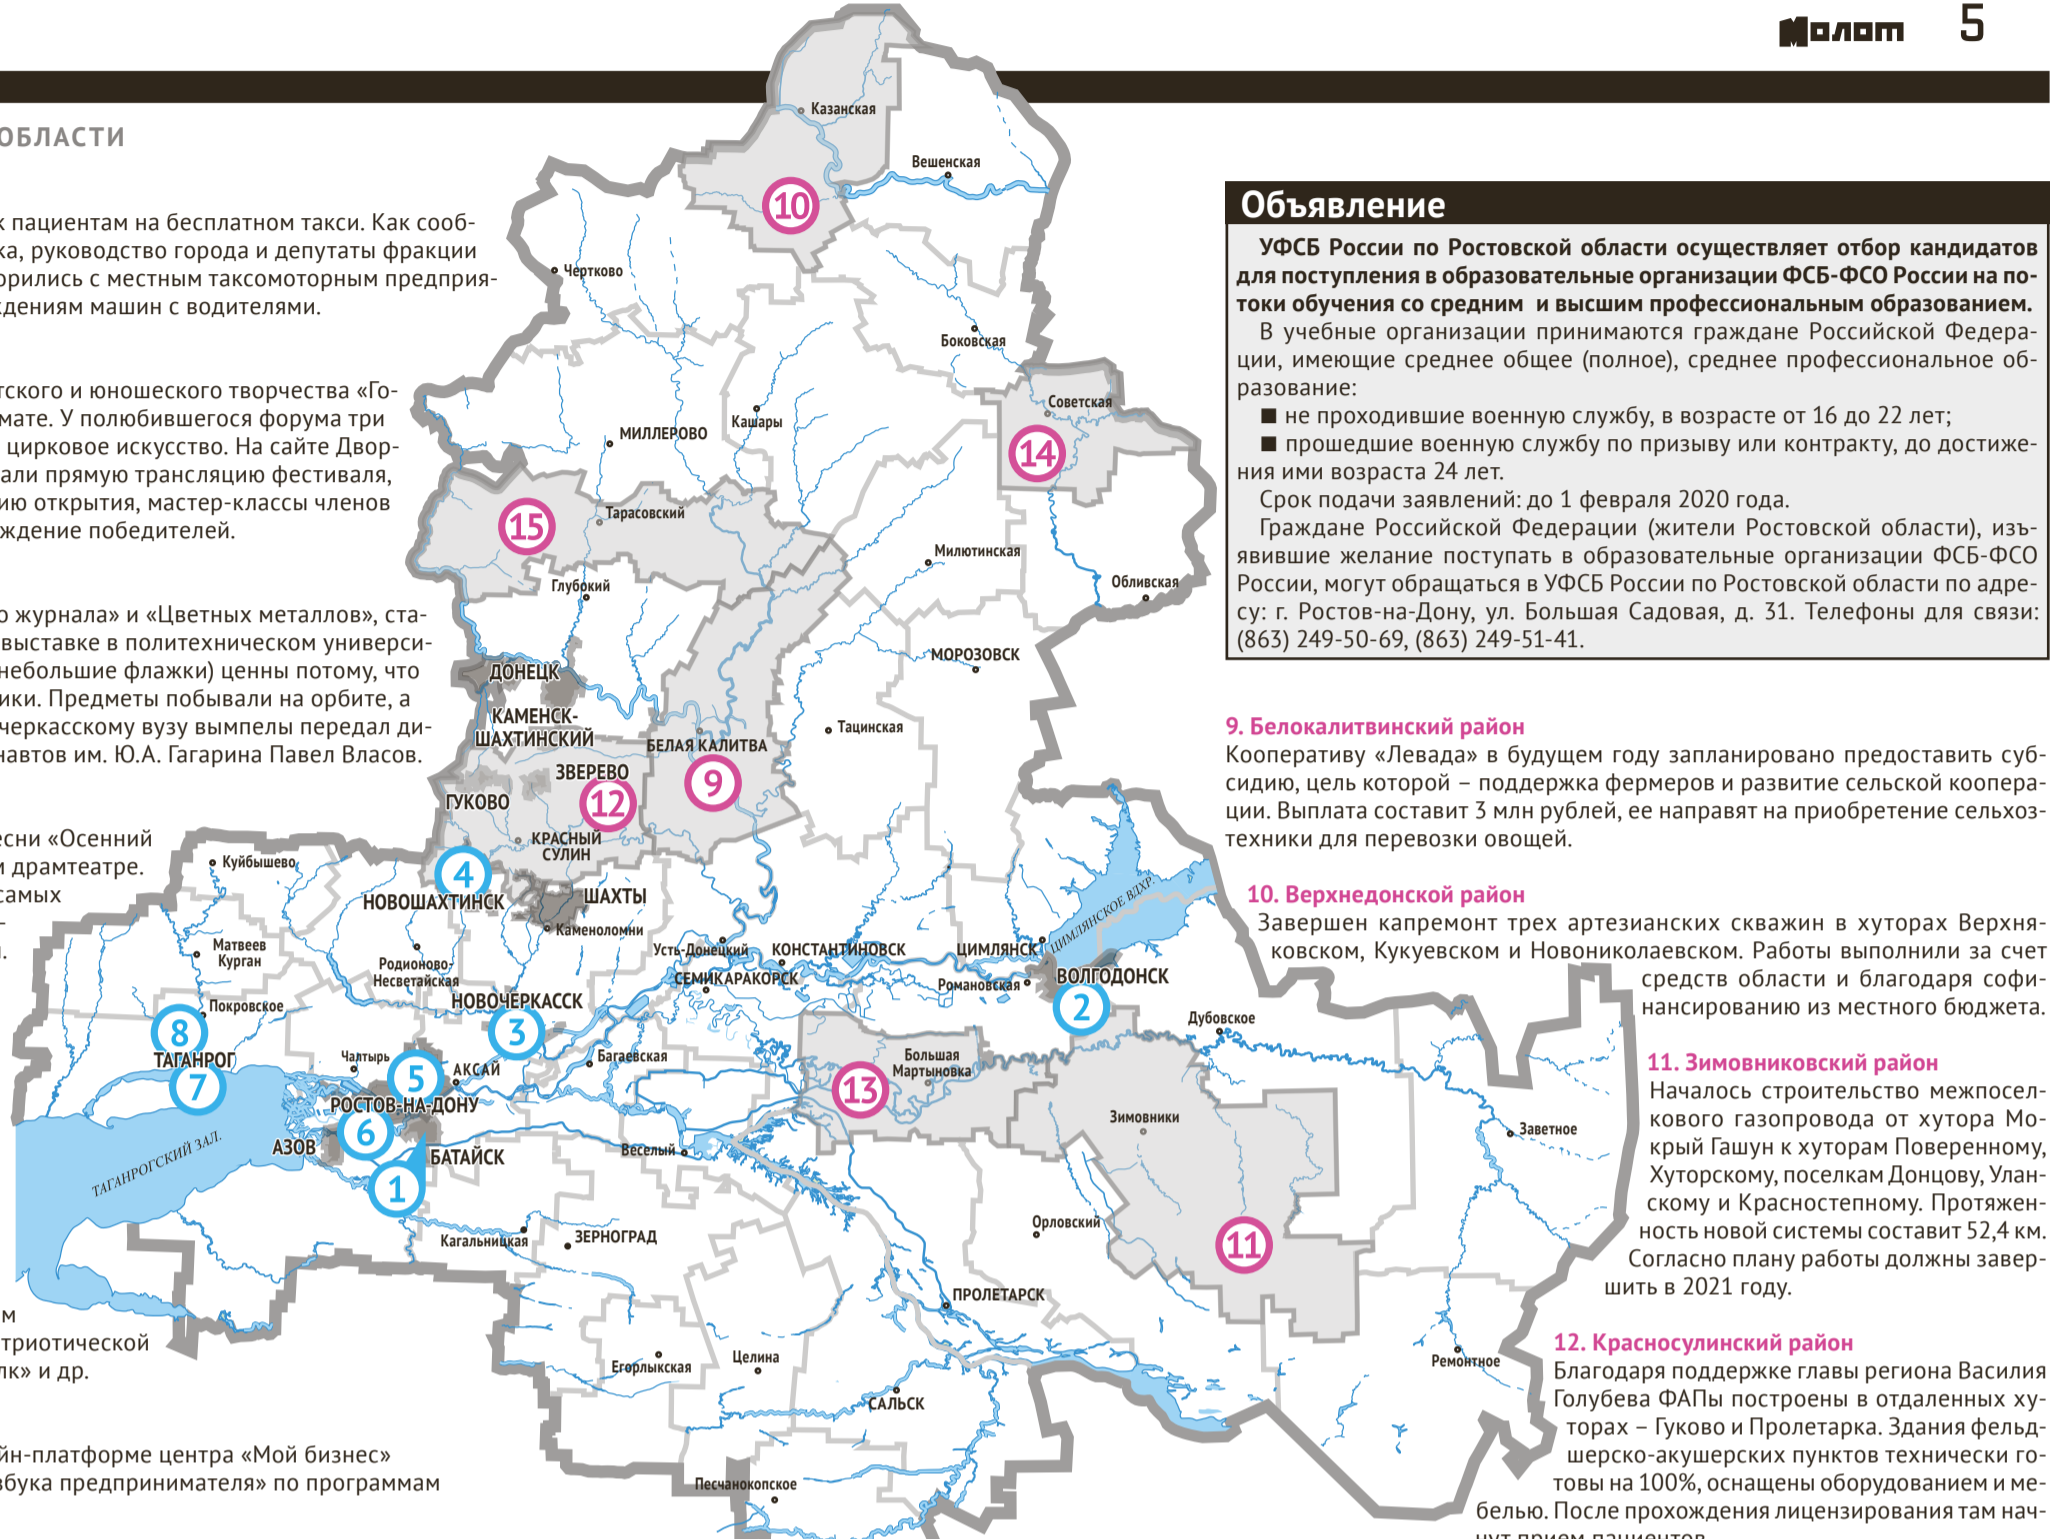 Молот 5
ОБЛАСТИ
к пациентам на бесплатном такси. Как сооб-
ка, руководство города и депутаты фракции
орились с местным таксомоторным предприя-
ждениям машин с водителями.
тского и юношеского творчества «Го-
мате. У полюбившегося форума три
цирковое искусство. На сайте Двор-
али прямую трансляцию фестиваля,
ию открытия, мастер-классы членов
ждение победителей.
о журнала» и «Цветных металлов», ста-
выставке в политехническом универси-
небольшие флажки) ценны потому, что
ики. Предметы побывали на орбите, а
черкасскому вузу вымпелы передал ди-
навтов им. Ю.А. Гагарина Павел Власов.
есни «Осенний
и драмтеатре.
самых
–
.
м
триотической
лк» и др.
йн-платформе центра «Мой бизнес»
збука предпринимателя» по программам
Казанская
Вешенская
10
Чертково
Боковская
Советская
Кашары
МИЛЛЕРОВО
14
15
Тарасовский
Милютинская
Глубокий
Обливская
МОРОЗОВСК
ДОНЕЦК
КАМЕНСК-
ШАХТИНСКИЙ
Тацинская
БЕЛАЯ КАЛИТВА
ЗВЕРЕВО
9
ГУКОВО
12
КРАСНЫЙ
СУЛИН
Куйбышево
4
НОВОШАХТИНСК
ШАХТЫ
ЦИМЛЯНСКОЕ ВДХР.
Каменоломни
Матвеев
Курган
Родионово-
Несветайская
Усть-Донецкий
КОНСТАНТИНОВСК
ЦИМЛЯНСК
СЕМИКАРАКОРСК
Романовская
ВОЛГОДОНСК
2
НОВОЧЕРКАССК
Покровское
3
8
Дубовское
ТАГАНРОГ
7
Чалтырь
5
АКСАЙ
Багаевская
Большая
Мартыновка
13
РОСТОВ-НА-ДОНУ
6
Зимовники
Заветное
АЗОВ
БАТАЙСК
Веселый
ТАГАНРОГСКИЙ ЗАЛ.
1
Кагальницкая
ЗЕРНОГРАД
Орловский
11
ПРОЛЕТАРСК
Егорлыкская
Целина
Ремонтное
САЛЬСК
Песчанокопское
Объявление
УФСБ России по Ростовской области осуществляет отбор кандидатов
для поступления в образовательные организации ФСБ-ФСО России на по-
токи обучения со средним и высшим профессиональным образованием.
В учебные организации принимаются граждане Российской Федера-
ции, имеющие среднее общее (полное), среднее профессиональное об-
разование:
■ не проходившие военную службу, в возрасте от 16 до 22 лет;
■ прошедшие военную службу по призыву или контракту, до достиже-
ния ими возраста 24 лет.
Срок подачи заявлений: до 1 февраля 2020 года.
Граждане Российской Федерации (жители Ростовской области), изъ-
явившие желание поступать в образовательные организации ФСБ-ФСО
России, могут обращаться в УФСБ России по Ростовской области по адре-
су: г. Ростов-на-Дону, ул. Большая Садовая, д. 31. Телефоны для связи:
(863) 249-50-69, (863) 249-51-41.
9. Белокалитвинский район
Кооперативу «Левада» в будущем году запланировано предоставить суб-
сидию, цель которой – поддержка фермеров и развитие сельской коопера-
ции. Выплата составит 3 млн рублей, ее направят на приобретение сельхоз-
техники для перевозки овощей.
10. Верхнедонской район
Завершен капремонт трех артезианских скважин в хуторах Верхня-
ковском, Кукуевском и Новониколаевском. Работы выполнили за счет
средств области и благодаря софи-
нансированию из местного бюджета.
11. Зимовниковский район
Началось строительство межпосел-
кового газопровода от хутора Мо-
крый Гашун к хуторам Поверенному,
Хуторскому, поселкам Донцову, Улан-
скому и Красностепному. Протяжен-
ность новой системы составит 52,4 км.
Согласно плану работы должны завер-
шить в 2021 году.
12. Красносулинский район
Благодаря поддержке главы региона Василия
Голубева ФАПы построены в отдаленных ху-
торах – Гуково и Пролетарка. Здания фельд-
шерско-акушерских пунктов технически го-
товы на 100%, оснащены оборудованием и ме-
белью. После прохождения лицензирования там нач-
нут прием пациентов.